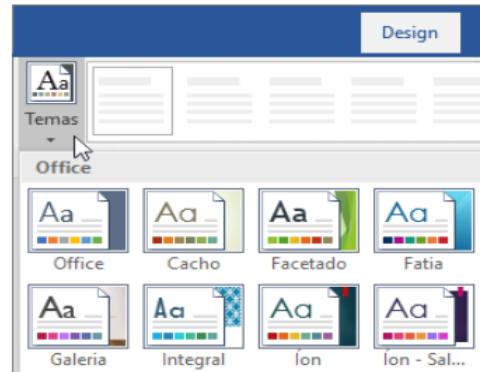 Design
Aa
Temas
Office
Aa Aa Aa Aa
Office Cacho Facetado Fatia
Aa Aa Aa Aa
Galeria Integral Íon Íon - Sal...